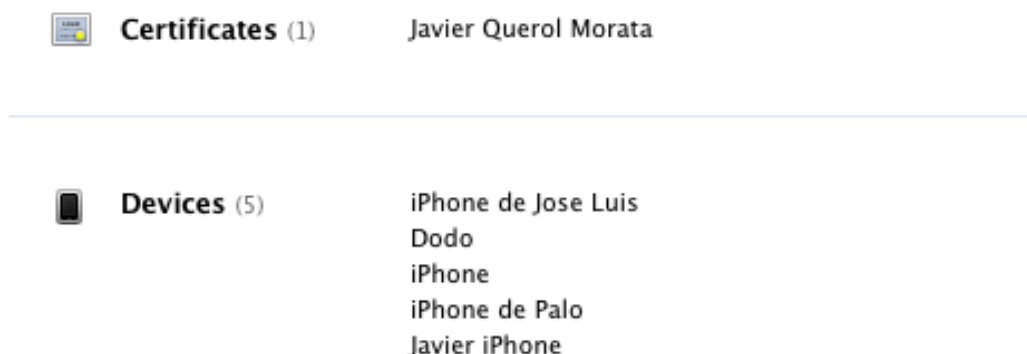 Certificates (1) Javier Querol Morata
Devices (5) iPhone de Jose Luis
Dodo
iPhone
iPhone de Palo
Javier iPhone